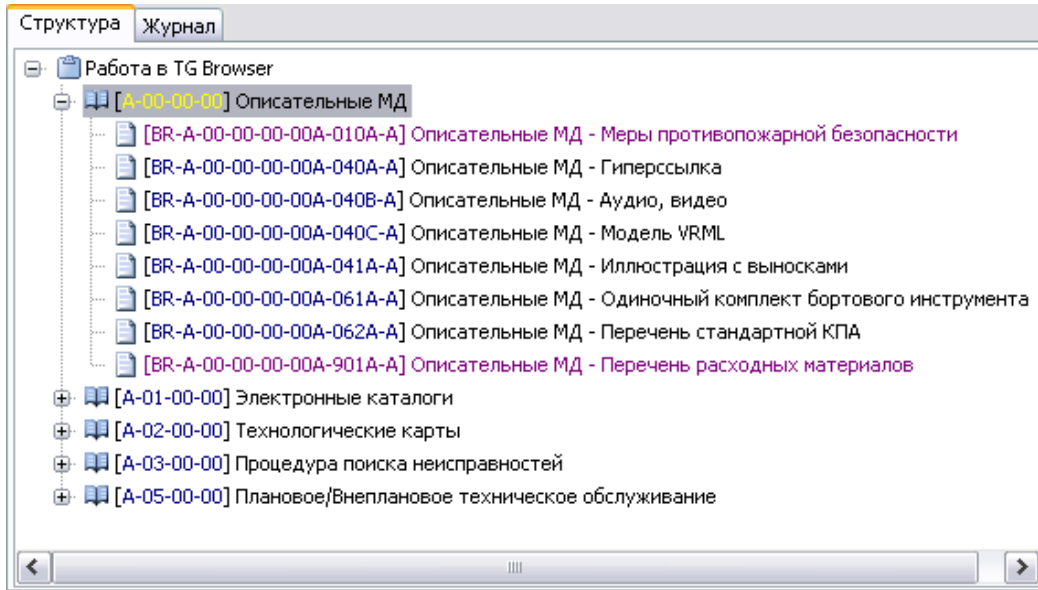 Структура Журнал
Работа в TG Browser
[A-00-00-00] Описательные МД
[BR-A-00-00-00-00A-010A-A] Описательные МД - Меры противопожарной безопасности
[BR-A-00-00-00-00A-040A-A] Описательные МД - Гиперссылка
[BR-A-00-00-00-00A-040B-A] Описательные МД - Аудио, видео
[BR-A-00-00-00-00A-040C-A] Описательные МД - Модель VRML
[BR-A-00-00-00-00A-041A-A] Описательные МД - Иллюстрация с выносками
[BR-A-00-00-00-00A-061A-A] Описательные МД - Одиночный комплект бортового инструмента
[BR-A-00-00-00-00A-062A-A] Описательные МД - Перечень стандартной КПА
[BR-A-00-00-00-00A-901A-A] Описательные МД - Перечень расходных материалов
[A-01-00-00] Электронные каталоги
[A-02-00-00] Технологические карты
[A-03-00-00] Процедура поиска неисправностей
[A-05-00-00] Плановое/Внеплановое техническое обслуживание